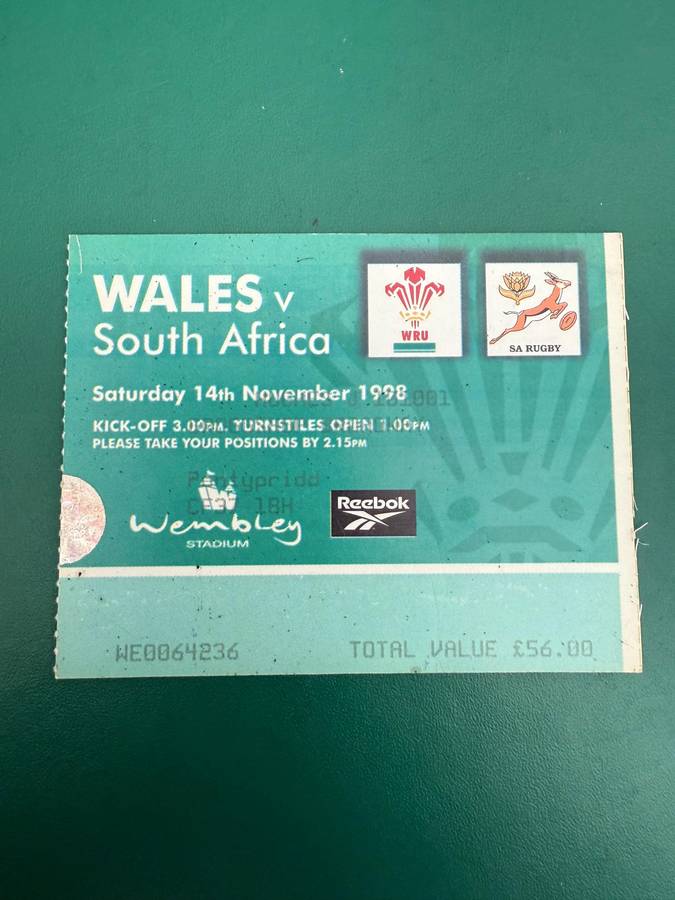 WALES v
South Africa
WRU
SA RUGBY
Saturday 14th November 1998
KICK-OFF 3.00PM. TURNSTILES OPEN 1.00PM
PLEASE TAKE YOUR POSITIONS BY 2.15PM
Pontypridd
18H
Wembley
STADIUM
Reebok
WE0064236
TOTAL VALUE £56.00